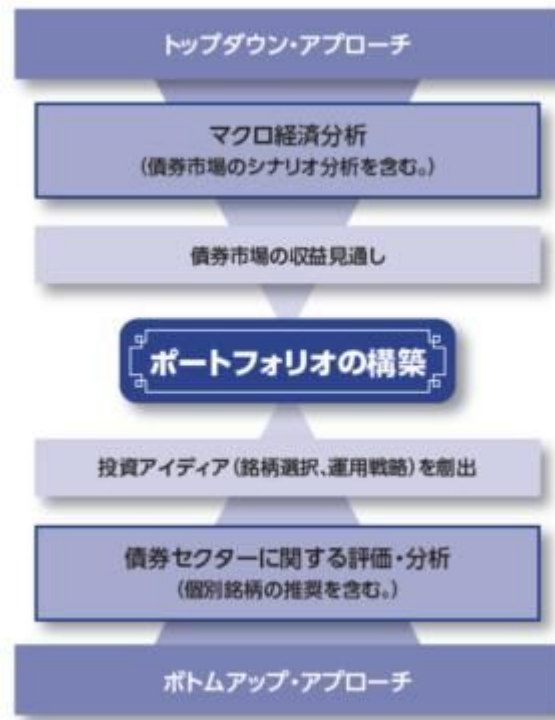 トップダウン・アプローチ
マクロ経済分析
(債券市場のシナリオ分析を含む。)
債券市場の収益見通し
ポートフォリオの構築
投資アイディア(銘柄選択、運用戦略)を創出
債券セクターに関する評価・分析
(個別銘柄の推奨を含む。)
ボトムアップ・アプローチ